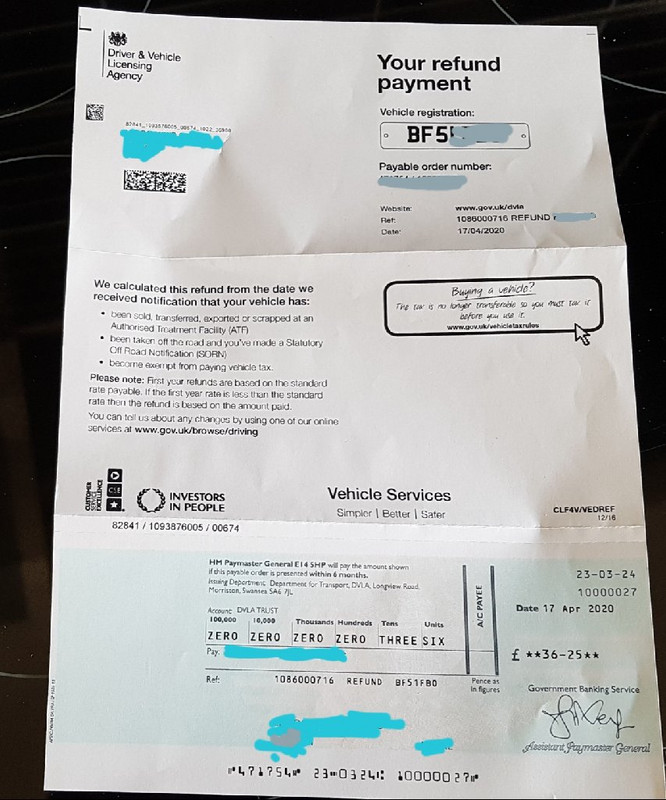 Driver & Vehicle
Licensing
Agency
Your refund
payment
Vehicle registration:
BF5
Payable order number:
Website: www.gov.uk/dvla
Ref: 1086000716 REFUND
Date: 17/04/2020
We calculated this refund from the date we
received notification that your vehicle has:
• been sold, transferred, exported or scrapped at an
Authorised Treatment Facility (ATF)
• been taken off the road and you've made a Statutory
Off Road Notification (SORN)
• become exempt from paying vehicle tax.
Please note: First year refunds are based on the standard
rate payable. If the first year rate is less than the standard
rate then the refund is based on the amount paid.
You can tell us about any changes by using one of our online
services at www.gov.uk/browse/driving
Buying a vehicle?
The tax is no longer transferable so you must tax it
before you use it.
www.gov.uk/vehicletaxrules
CUSTOMER
SERVICE
EXCELLENCE
CSE
INVESTORS
IN PEOPLE
Vehicle Services
Simpler | Better | Safer
CLF4V/VEDREF
12/16
82841 / 1093876005 / 00674
HM Paymaster General E14 5HP will pay the amount shown
if this payable order is presented within 6 months.
Issuing Department Department for Transport, DVLA, Longview Road,
Morriston, Swansea SA6 7JL
Account DVLA TRUST
100,000 10,000 Thousands Hundreds Tens Units
ZERO ZERO ZERO ZERO THREE SIX
Pay:
Ref: 1086000716 REFUND BF51FBO
Pence as
in figures
A/C PAYEE
23-03-24
10000027
Date 17 Apr 2020
£ **36-25**
Government Banking Service
Assistant Paymaster General
⑈471754⑈ 23⑉0324⑆ 10000027⑈